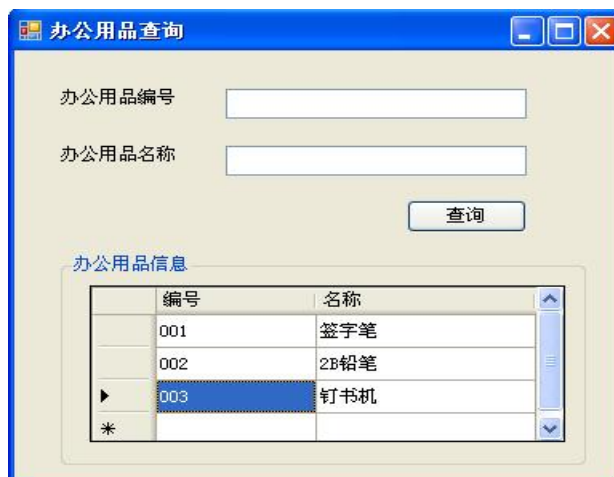 办公用品查询
办公用品编号
办公用品名称
查询
办公用品信息
编号 名称
001 签字笔
002 2B铅笔
003 钉书机